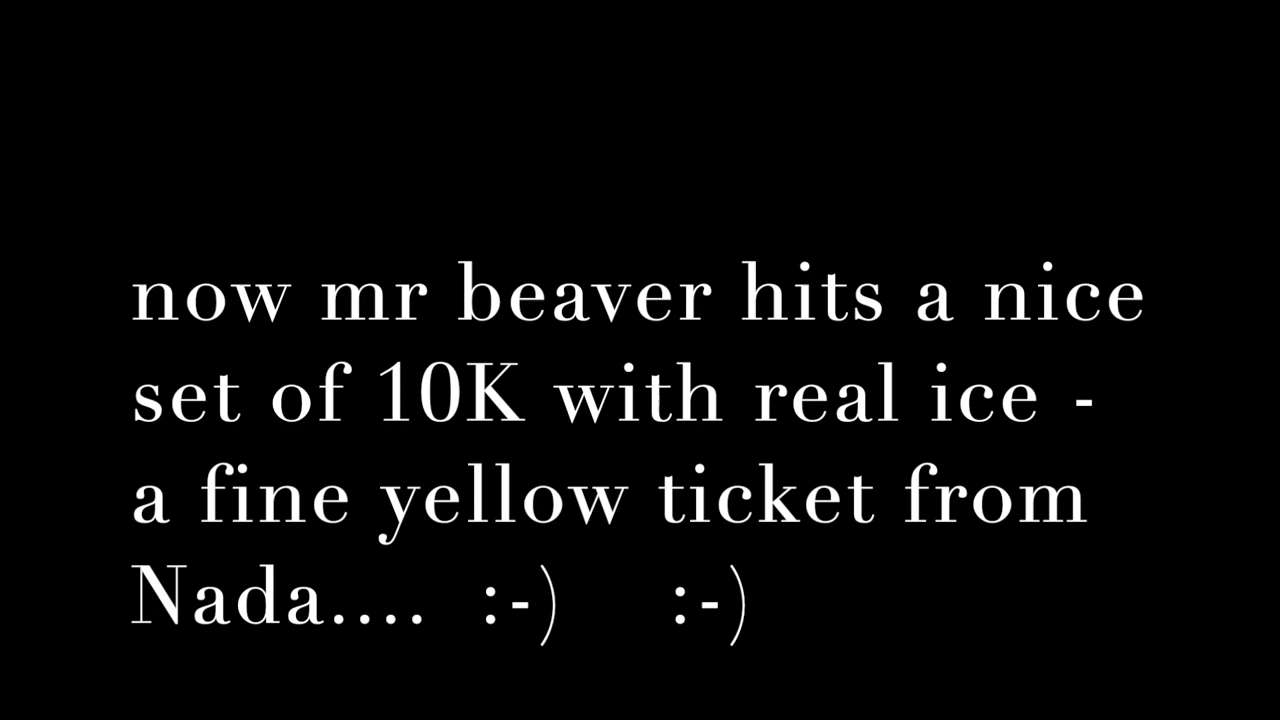 now mr beaver hits a nice
set of 10K with real ice -
a fine yellow ticket from
Nada.... :-) :-)